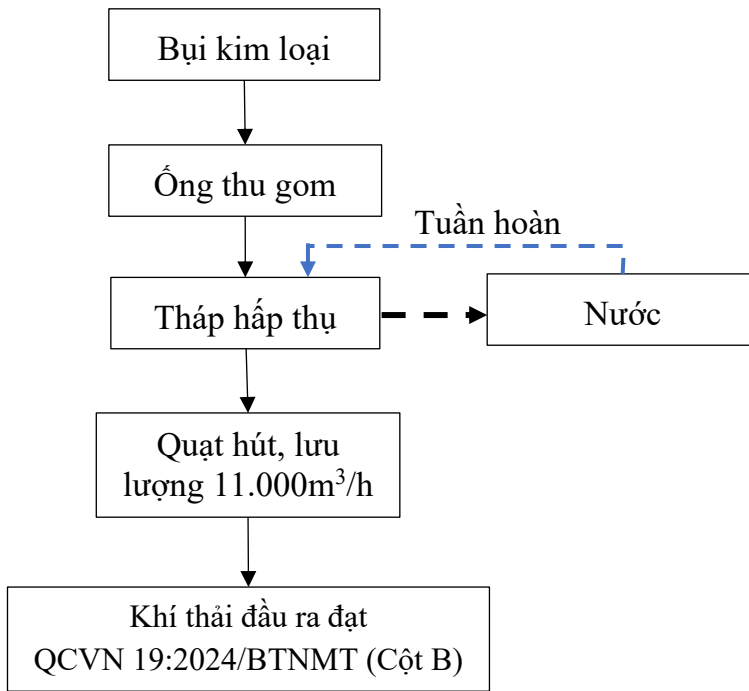 Bụi kim loại
Ống thu gom
Tuần hoàn
Tháp hấp thụ
Nước
Quạt hút, lưu
lượng 11.000m³/h
Khí thải đầu ra đạt
QCVN 19:2024/BTNMT (Cột B)